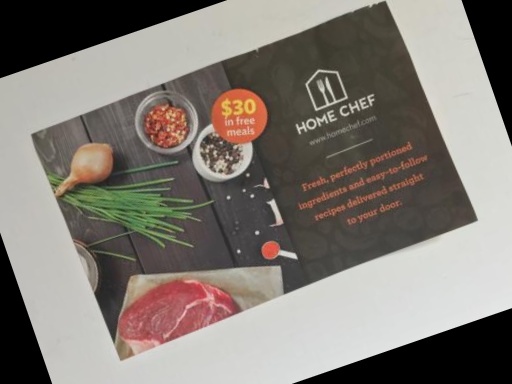 $30
in free
meals
HOME CHEF
www.homechef.com
Fresh, perfectly portioned
ingredients and easy-to-follow
recipes delivered straight
to your door.